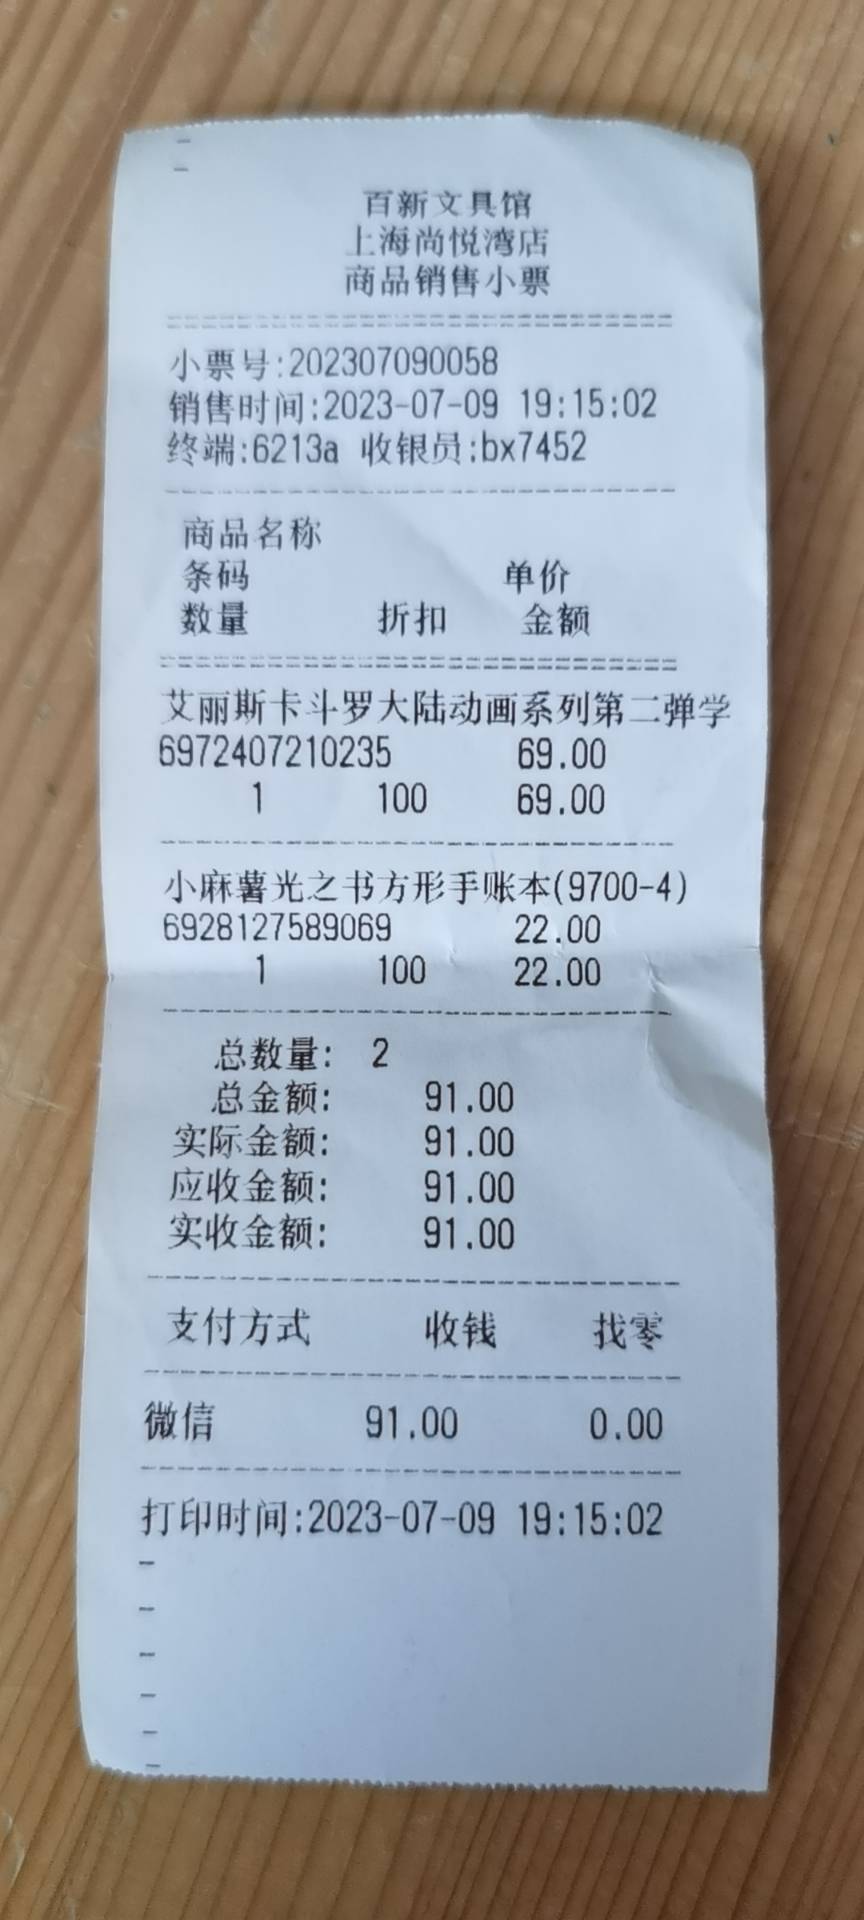 百新文具馆
上海尚悦湾店
商品销售小票
小票号:202307090058
销售时间:2023-07-09 19:15:02
终端:6213a 收银员:bx7452
商品名称
条码 单价
数量 折扣 金额
艾丽斯卡斗罗大陆动画系列第二弹学
6972407210235 69.00
1 100 69.00
小麻薯光之书方形手账本(9700-4)
6928127589069 22.00
1 100 22.00
总数量: 2
总金额: 91.00
实际金额: 91.00
应收金额: 91.00
实收金额: 91.00
支付方式 收钱 找零
微信 91.00 0.00
打印时间:2023-07-09 19:15:02